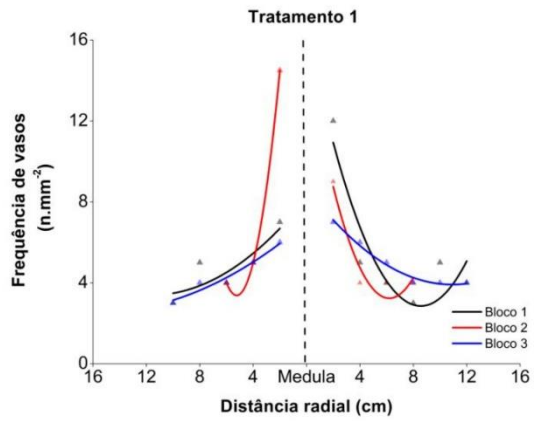 Tratamento 1
16
12
8
4
0
Frequência de vasos
(n.mm⁻²)
16 12 8 4 Medula 4 8 12 16
Distância radial (cm)
Bloco 1
Bloco 2
Bloco 3